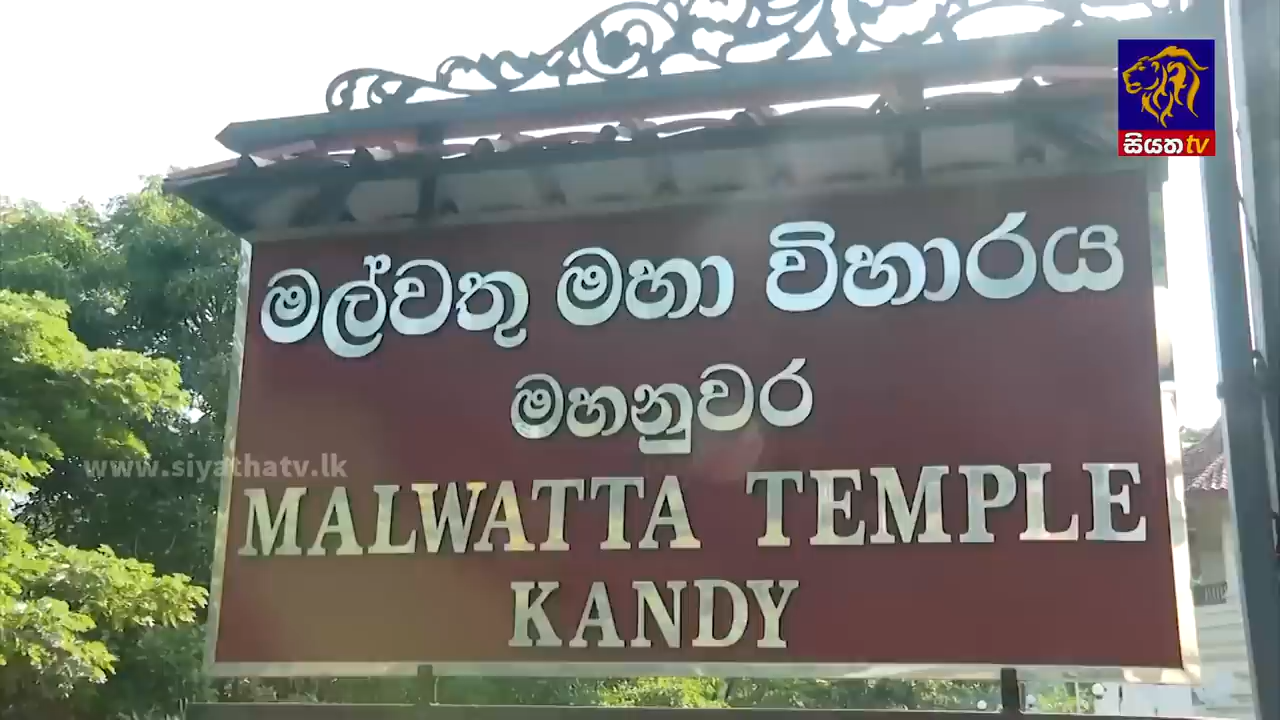 සියත tv
මල්වතු මහා විහාරය
මහනුවර
www.siyathatv.lk
MALWATTA TEMPLE
KANDY